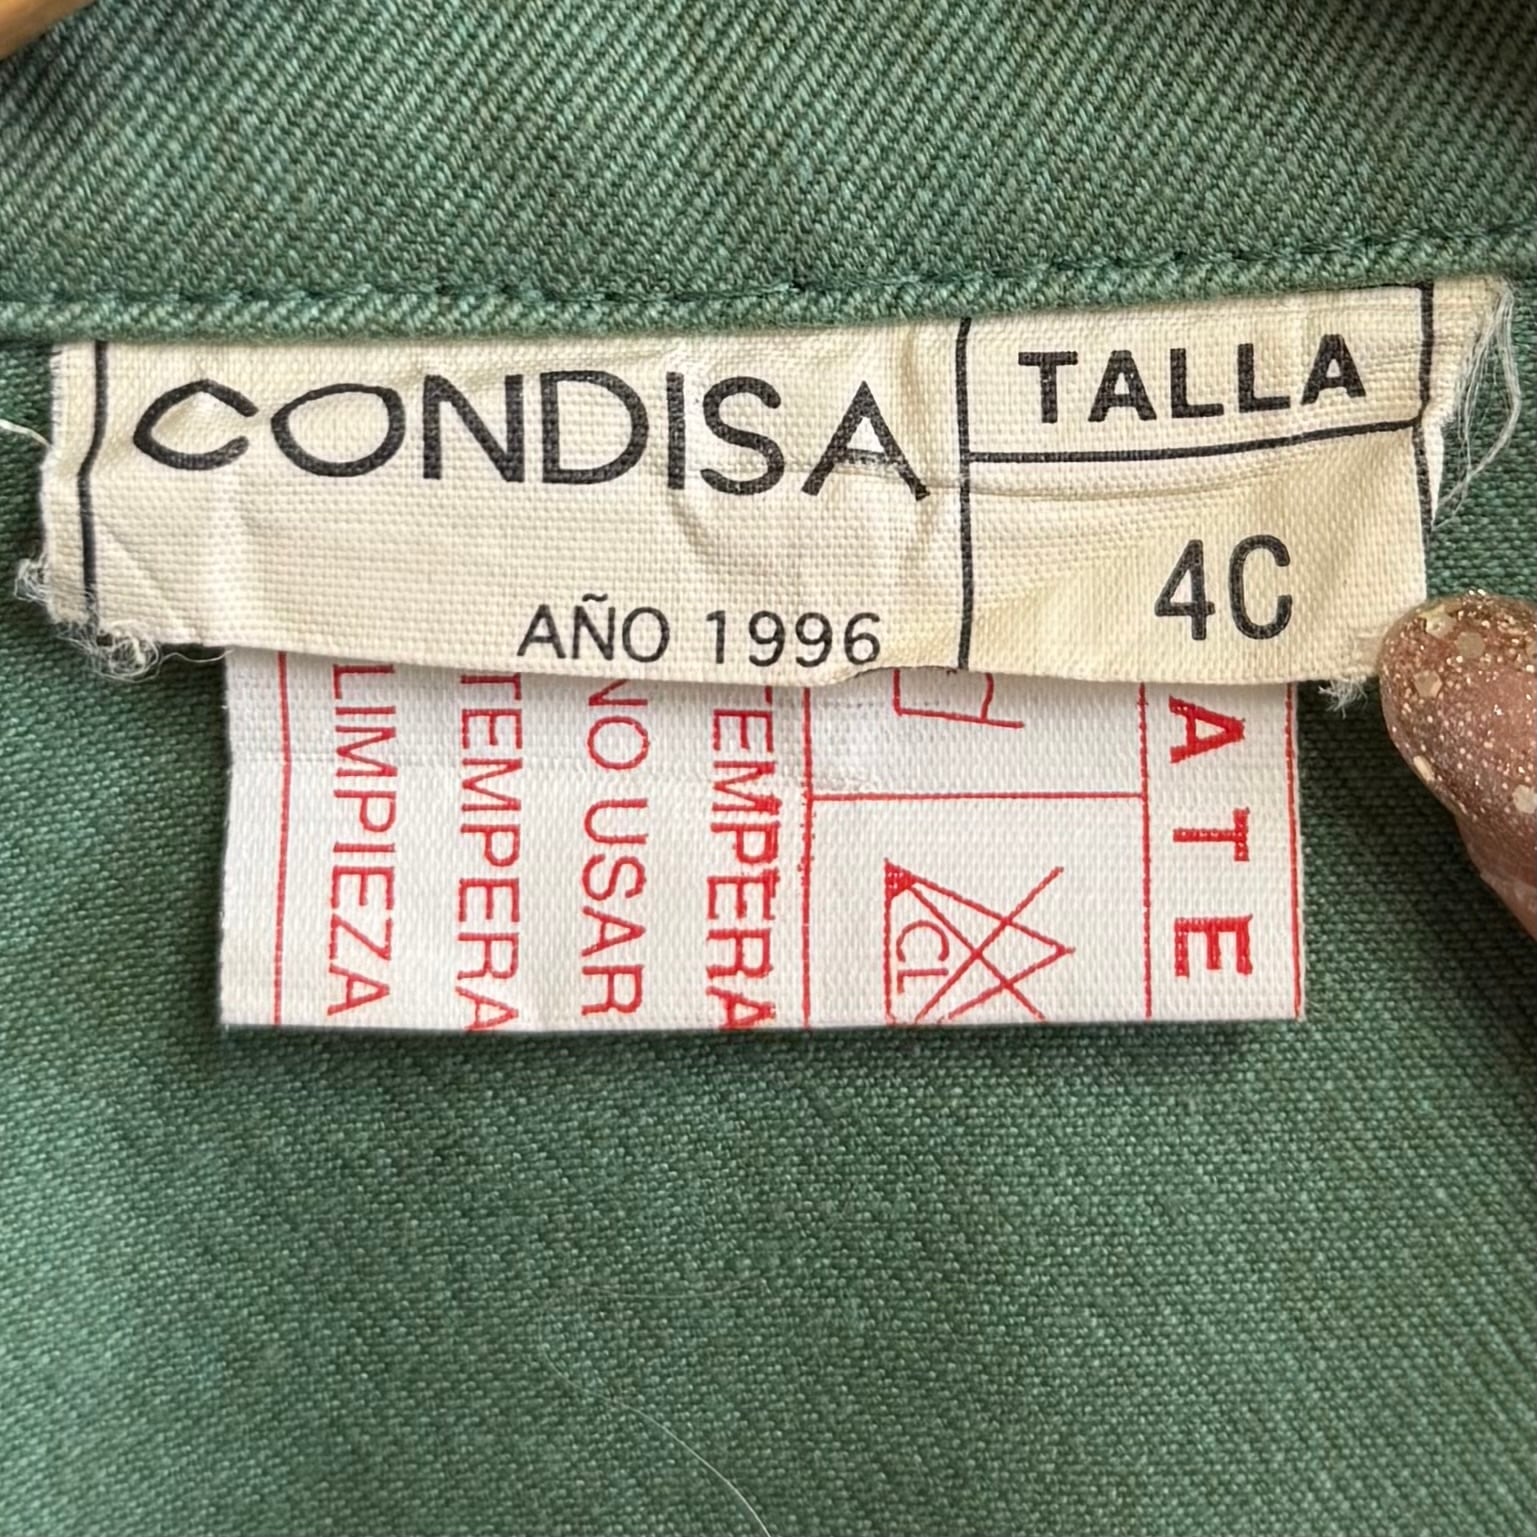 CONDISA
TALLA
4C
AÑO 1996
ATE
CL
TEMPERA
NO USAR
TEMPERA
LIMPIEZA